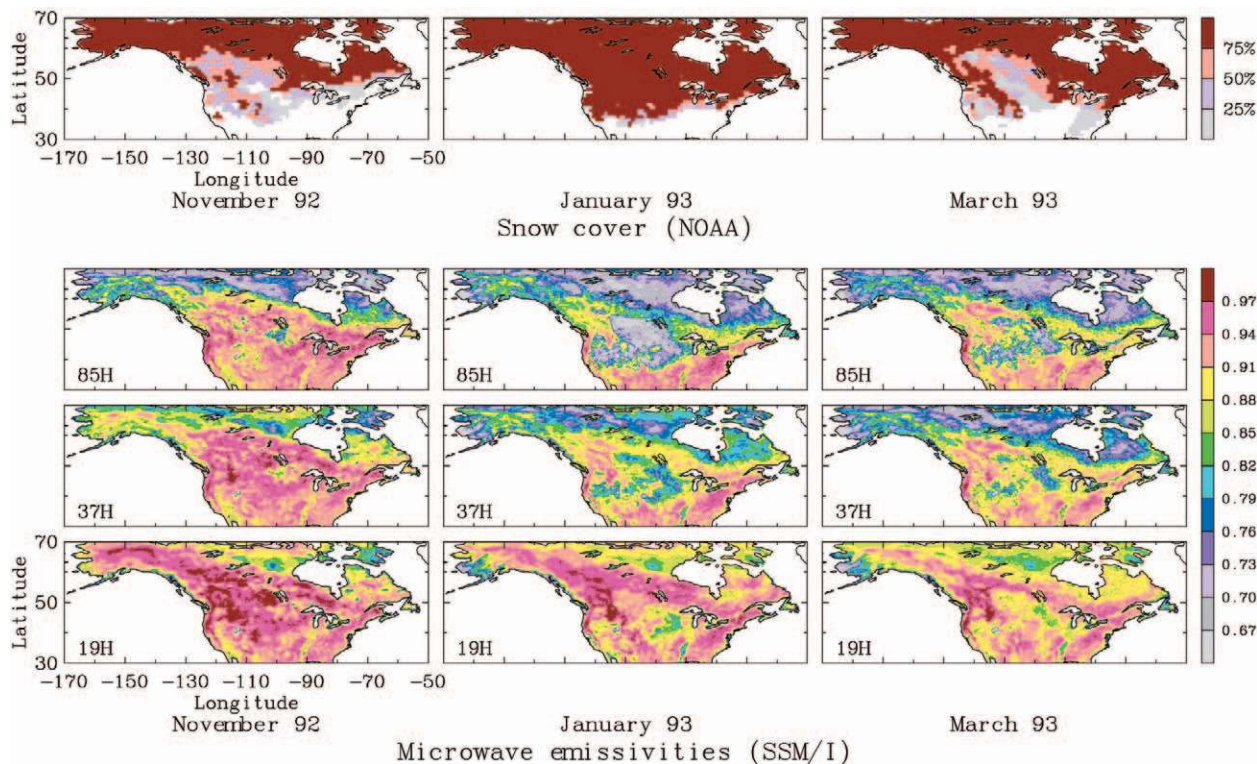 70
50
30
Latitude
-170 -150 -130 -110 -90 -70 -50
Longitude
November 92
January 93
March 93
75%
50%
25%
Snow cover (NOAA)
85H
85H
85H
37H
37H
37H
70
50
30
Latitude
19H
19H
19H
-170 -150 -130 -110 -90 -70 -50
Longitude
November 92
January 93
March 93
0.97
0.94
0.91
0.88
0.85
0.82
0.79
0.76
0.73
0.70
0.67
Microwave emissivities (SSM/I)